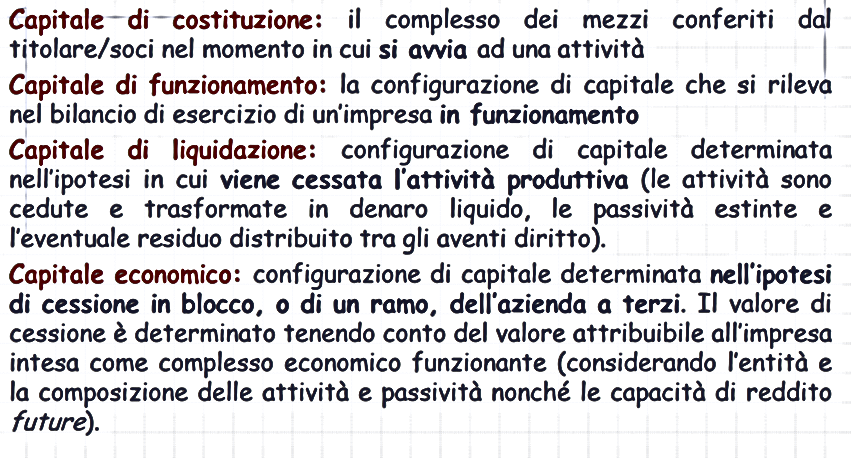 Capitale di costituzione: il complesso dei mezzi conferiti dal
titolare/soci nel momento in cui si avvia ad una attività
Capitale di funzionamento: la configurazione di capitale che si rileva
nel bilancio di esercizio di un'impresa in funzionamento
Capitale di liquidazione: configurazione di capitale determinata
nell'ipotesi in cui viene cessata l'attività produttiva (le attività sono
cedute e trasformate in denaro liquido, le passività estinte e
l'eventuale residuo distribuito tra gli aventi diritto).
Capitale economico: configurazione di capitale determinata nell'ipotesi
di cessione in blocco, o di un ramo, dell'azienda a terzi. Il valore di
cessione è determinato tenendo conto del valore attribuibile all'impresa
intesa come complesso economico funzionante (considerando l'entità e
la composizione delle attività e passività nonché le capacità di reddito
future).